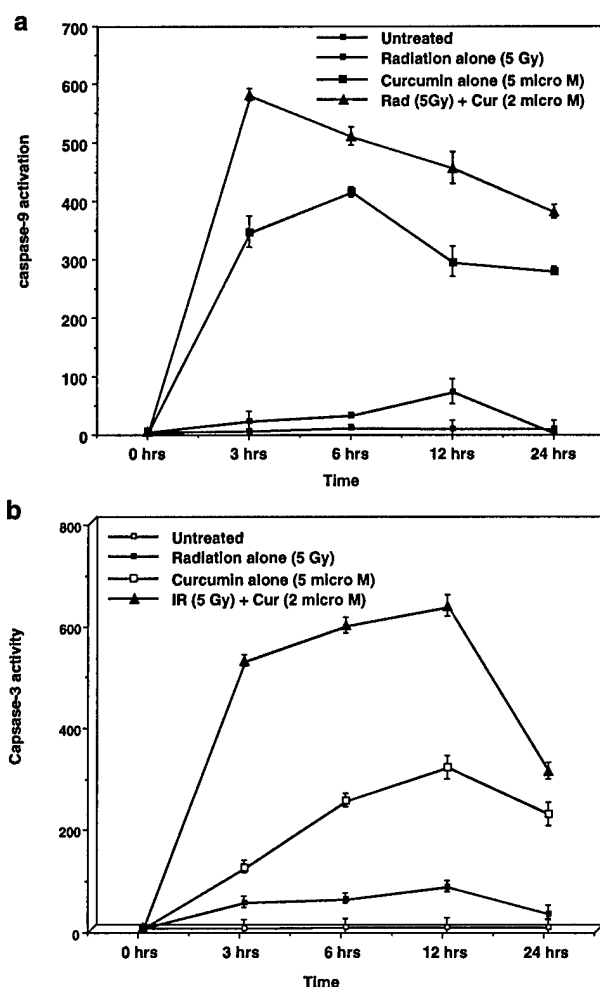 a
700
600
500
400
300
200
100
0
caspase-9 activation
Untreated
Radiation alone (5 Gy)
Curcumin alone (5 micro M)
Rad (5Gy) + Cur (2 micro M)
0 hrs 3 hrs 6 hrs 12 hrs 24 hrs
Time
b
800
600
400
200
0
Capsase-3 activity
Untreated
Radiation alone (5 Gy)
Curcumin alone (5 micro M)
IR (5 Gy) + Cur (2 micro M)
0 hrs 3 hrs 6 hrs 12 hrs 24 hrs
Time